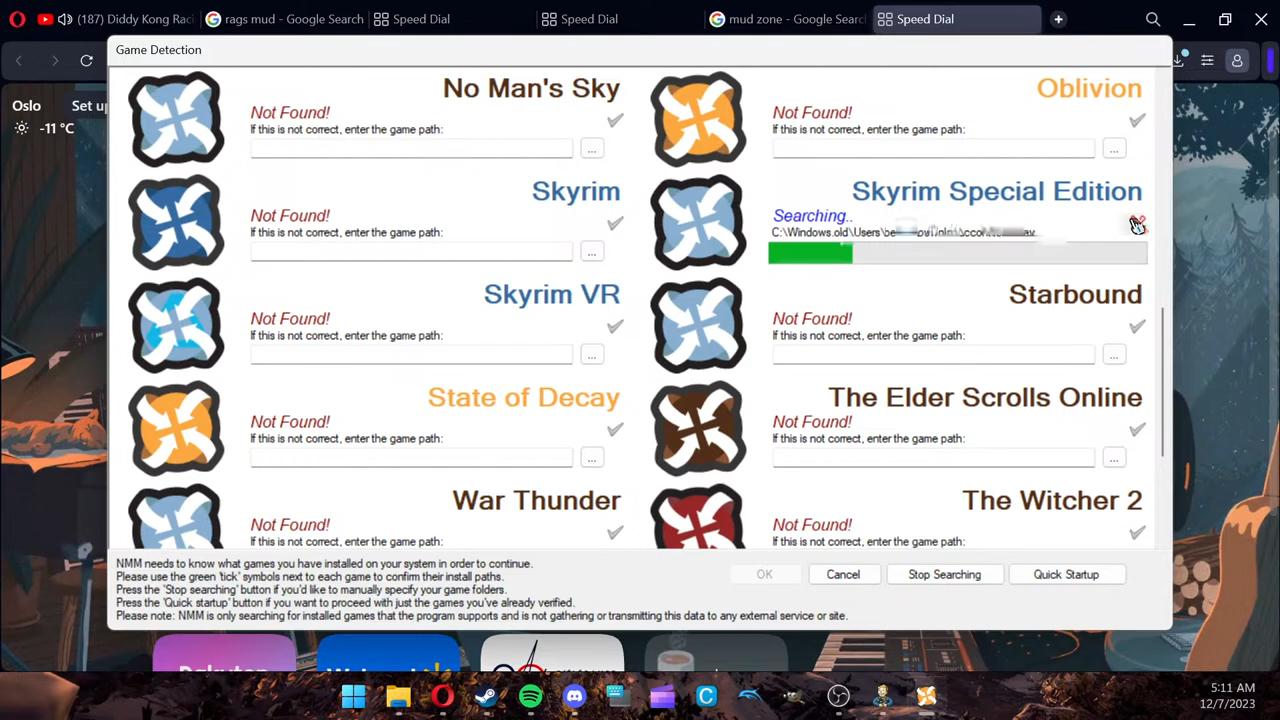 (187) Diddy Kong Raci
rags mud - Google Search
Speed Dial
Speed Dial
mud zone - Google Search
Speed Dial
Game Detection
Oslo
Set up
-11 °C
No Man's Sky
Not Found!
If this is not correct, enter the game path:
...
Oblivion
Not Found!
If this is not correct, enter the game path:
...
Skyrim
Not Found!
If this is not correct, enter the game path:
...
Skyrim Special Edition
Searching..
C:\Windows.old\Users\be
Skyrim VR
Not Found!
If this is not correct, enter the game path:
...
Starbound
Not Found!
If this is not correct, enter the game path:
...
State of Decay
Not Found!
If this is not correct, enter the game path:
...
The Elder Scrolls Online
Not Found!
If this is not correct, enter the game path:
...
War Thunder
Not Found!
If this is not correct, enter the game path:
The Witcher 2
Not Found!
If this is not correct, enter the game path:
NMM needs to know what games you have installed on your system in order to continue.
Please use the green 'tick' symbols next to each game to confirm their install paths.
Press the 'Stop searching' button if you'd like to manually specify your game folders.
Press the 'Quick startup' button if you want to proceed with just the games you've already verified.
Please note: NMM is only searching for installed games that the program supports and is not gathering or transmitting this data to any external service or site.
OK
Cancel
Stop Searching
Quick Startup
Rakuten
Walmart
5:11 AM
12/7/2023